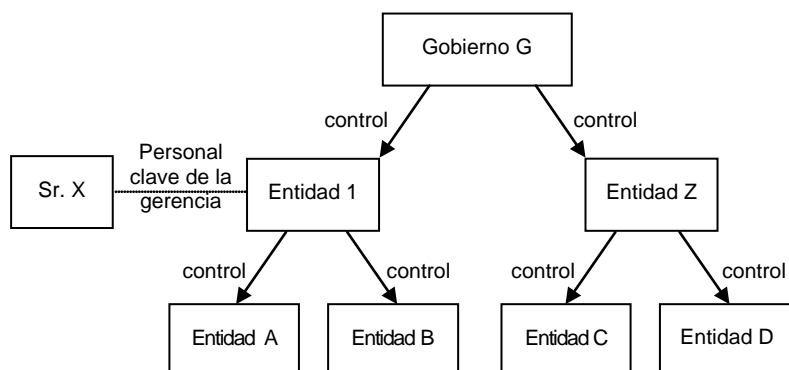 Gobierno G
control
control
Personal
clave de la
gerencia
Sr. X
Entidad 1
Entidad Z
control
control
control
control
Entidad A
Entidad B
Entidad C
Entidad D